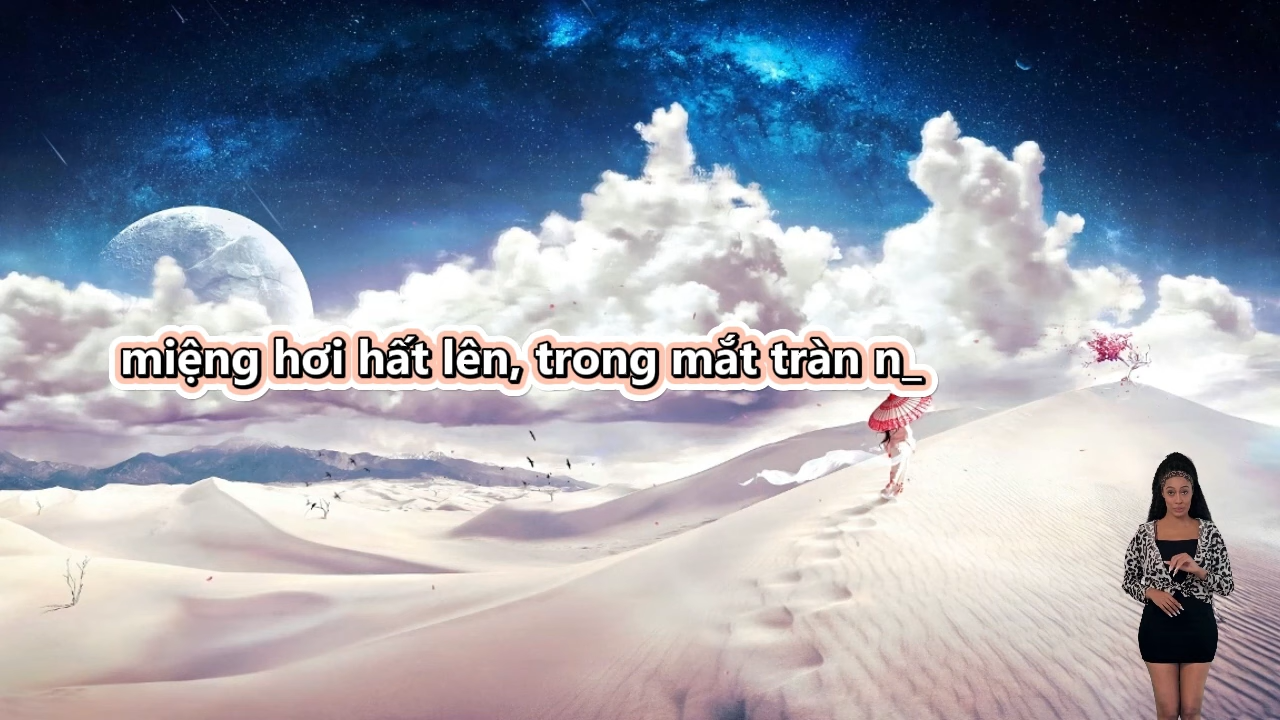 miệng hơi hất lên, trong mắt tràn n_